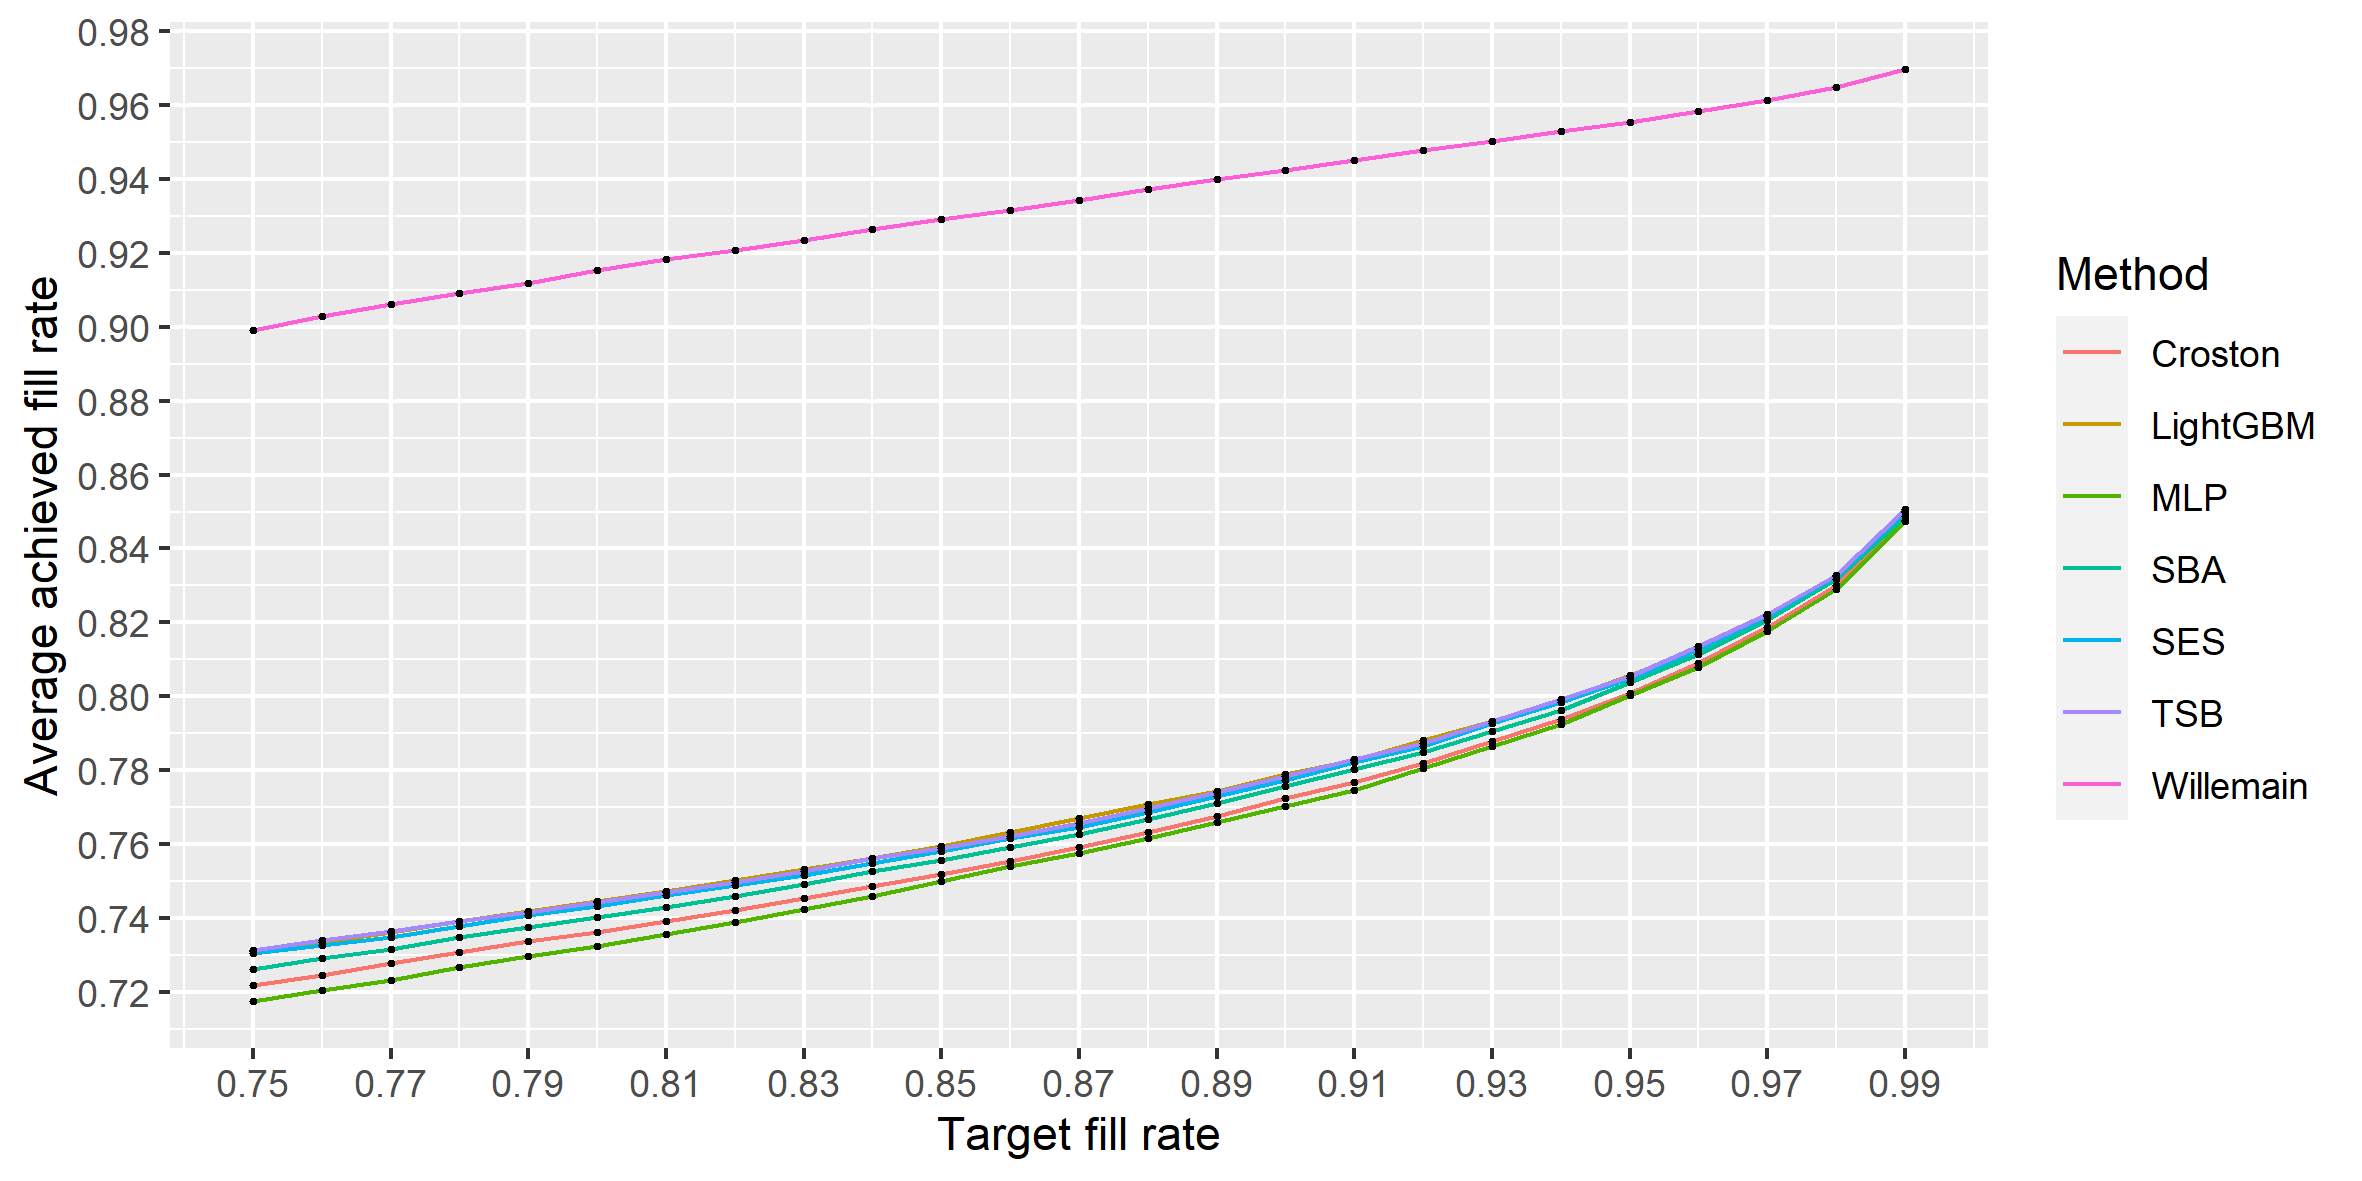 0.98
0.96
0.94
0.92
0.90
0.88
0.86
0.84
0.82
0.80
0.78
0.76
0.74
0.72
Average achieved fill rate
0.75 0.77 0.79 0.81 0.83 0.85 0.87 0.89 0.91 0.93 0.95 0.97 0.99
Target fill rate
Method
Croston
LightGBM
MLP
SBA
SES
TSB
Willemain